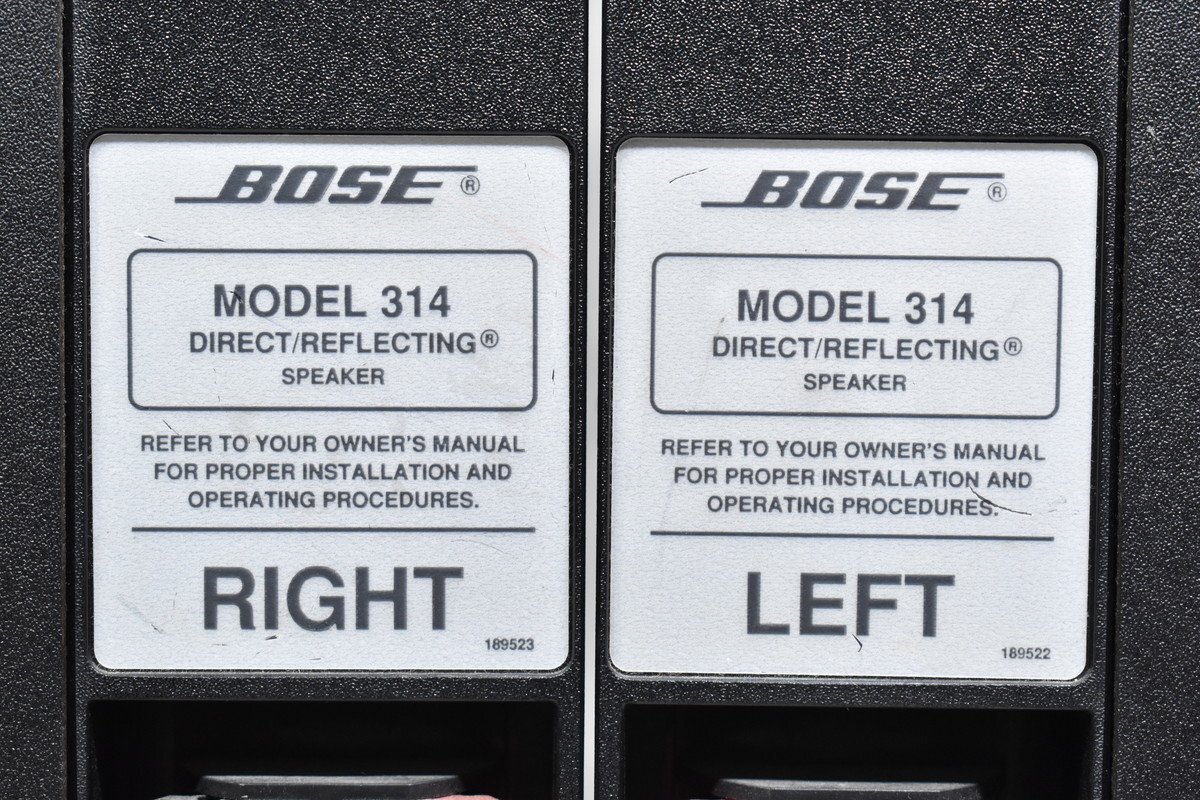 BOSE®
MODEL 314
DIRECT/REFLECTING®
SPEAKER
REFER TO YOUR OWNER'S MANUAL
FOR PROPER INSTALLATION AND
OPERATING PROCEDURES.
RIGHT
189523
BOSE®
MODEL 314
DIRECT/REFLECTING®
SPEAKER
REFER TO YOUR OWNER'S MANUAL
FOR PROPER INSTALLATION AND
OPERATING PROCEDURES.
LEFT
189522